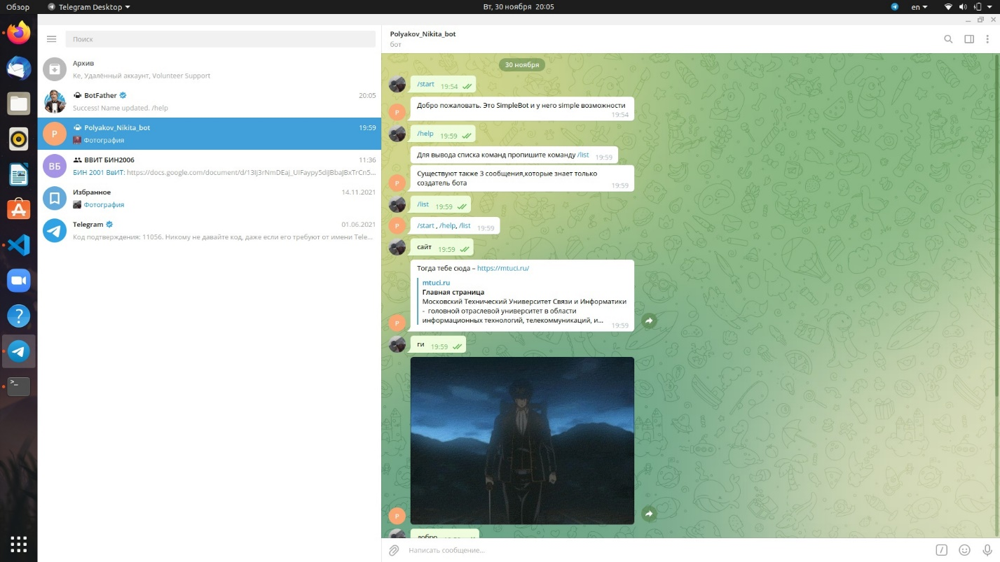 Обзор
Telegram Desktop
Вт, 30 ноября 20:05
en
Поиск
Архив
Ke, Удалённый аккаунт, Volunteer Support
BotFather
20:05
Success! Name updated. /help
P
Polyakov_Nikita_bot
19:59
Фотография
ВБ
ВВИТ БИН2006
11:36
БИН 2001 ВвИТ: https://docs.google.com/document/d/
Избранное
14.11.2021
Фотография
Telegram
01.06.2021
Код подтверждения: 11056. Никому не давайте код, даже если его требуют от имени Tele...
Polyakov_Nikita_bot
бот
30 ноября
/start 19:54
Добро пожаловать. Это SimpleBot и у него simple возможности
19:54
P
/help 19:59
Для вывода списка команд пропишите команду /list 19:59
Существуют также 3 сообщения,которые знает только
создатель бота
19:59
P
/list 19:59
P
/start , /help, /list 19:59
сайт 19:59
Тогда тебе сюда – https://mtuci.ru/
mtuci.ru
Главная страница
Московский Технический Университет Связи и Информатики
- головной отраслевой университет в области
информационных технологий, телекоммуникаций, и...
19:59
P
ги 19:59
P
добро
Написать сообщение...